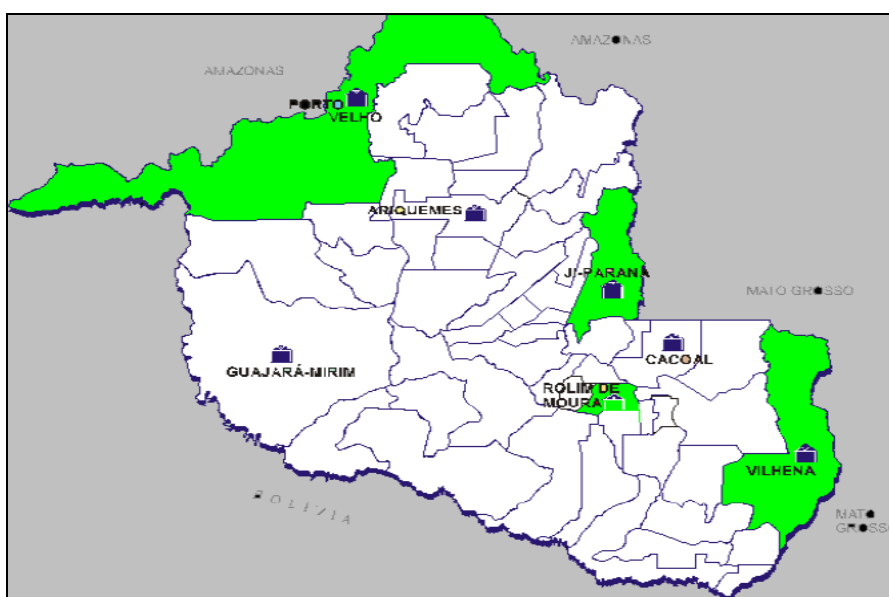 AMAZONAS
AMAZONAS
PORTO
VELHO
ARIQUEMES
JI-PARANÁ
MATO GROSSO
CACOAL
GUAJARÁ-MIRIM
ROLIM DE
MOURA
VILHENA
BOLIVIA
MATO
GROSSO